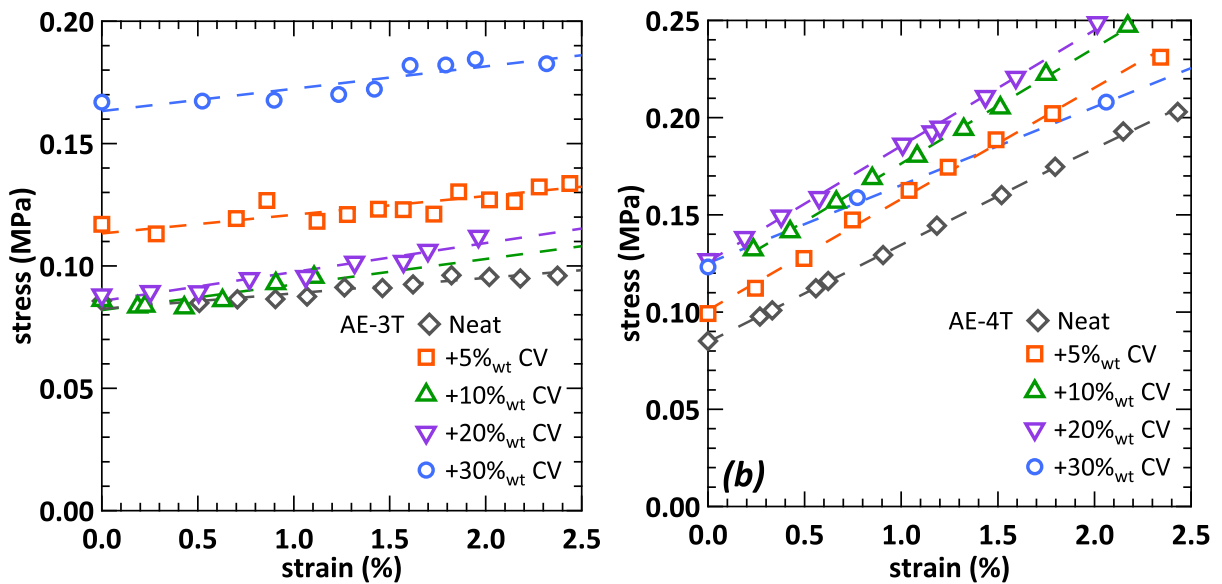 0.20
0.15
0.10
0.05
0.00
stress (MPa)
0.0 0.5 1.0 1.5 2.0 2.5
strain (%)
AE-3T Neat
+5%wt CV
+10%wt CV
+20%wt CV
+30%wt CV
0.25
0.20
0.15
0.10
0.05
0.00
stress (MPa)
0.0 0.5 1.0 1.5 2.0 2.5
strain (%)
AE-4T Neat
+5%wt CV
+10%wt CV
+20%wt CV
+30%wt CV
(b)